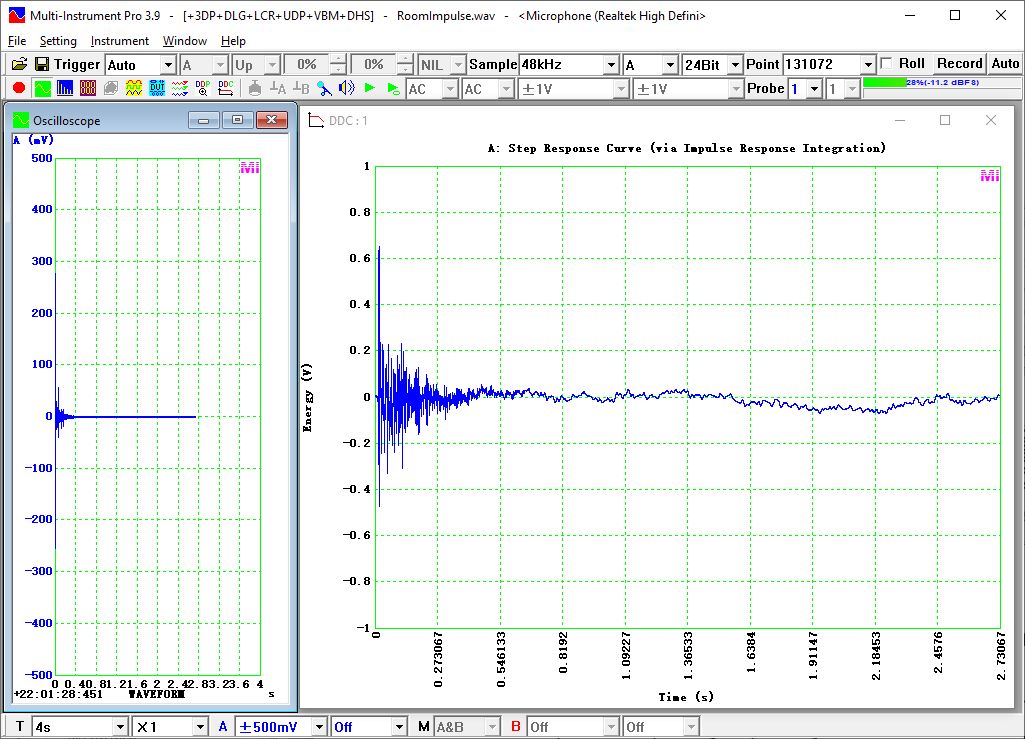 Multi-Instrument Pro 3.9 - [+3DP+DLG+LCR+UDP+VBM+DHS] - RoomImpulse.wav - <Microphone (Realtek High Defini>
File Setting Instrument Window Help
Trigger Auto A Up 0% 0% NIL Sample 48kHz A 24Bit Point 131072 Roll Record Auto
DUT DDP DDC A B AC AC ±1V ±1V Probe 1 1 28%(-11.2 dBFS)
Oscilloscope
DDC : 1
A (mV)
A: Step Response Curve (via Impulse Response Integration)
MI
MI
500
400
300
200
100
0
-100
-200
-300
-400
-500
0 0.4 0.8 1.2 1.6 2 2.4 2.8 3.2 3.6 4
+22:01:28:451 WAVEFORM s
Energy (V)
1
0.8
0.6
0.4
0.2
0
-0.2
-0.4
-0.6
-0.8
-1
0 0.273067 0.546133 0.8192 1.09227 1.36533 1.6384 1.91147 2.18453 2.4576 2.73067
Time (s)
T 4s X1 A ±500mV Off M A&B B Off Off